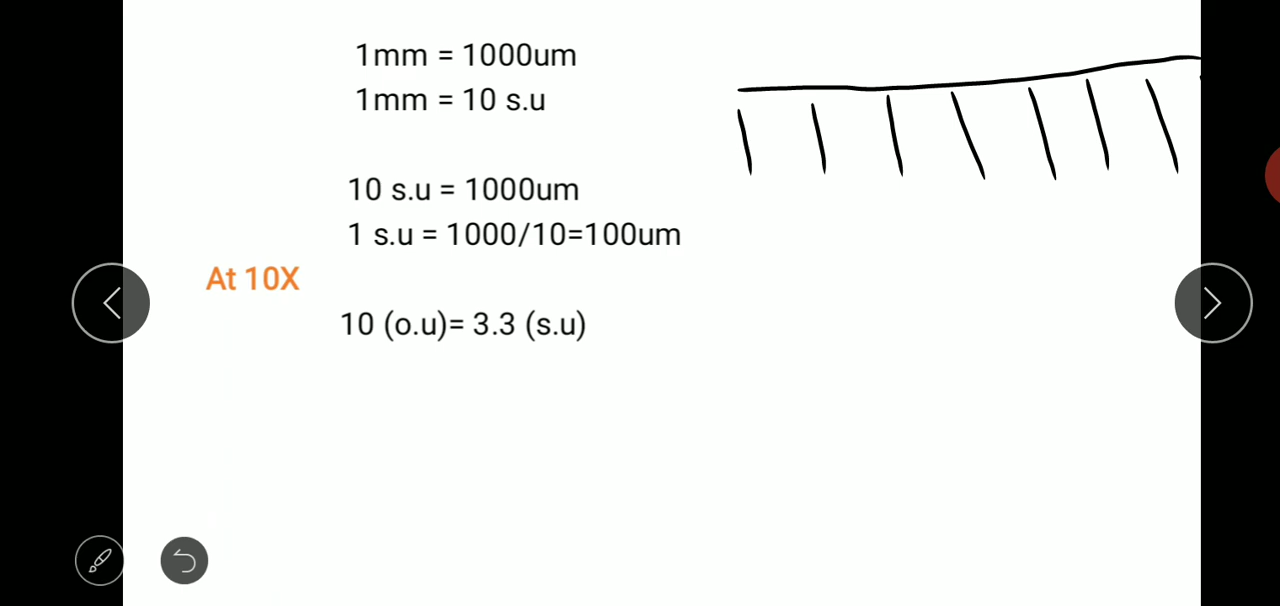 1mm = 1000um
1mm = 10 s.u
10 s.u = 1000um
1 s.u = 1000/10=100um
At 10X
10 (o.u)= 3.3 (s.u)